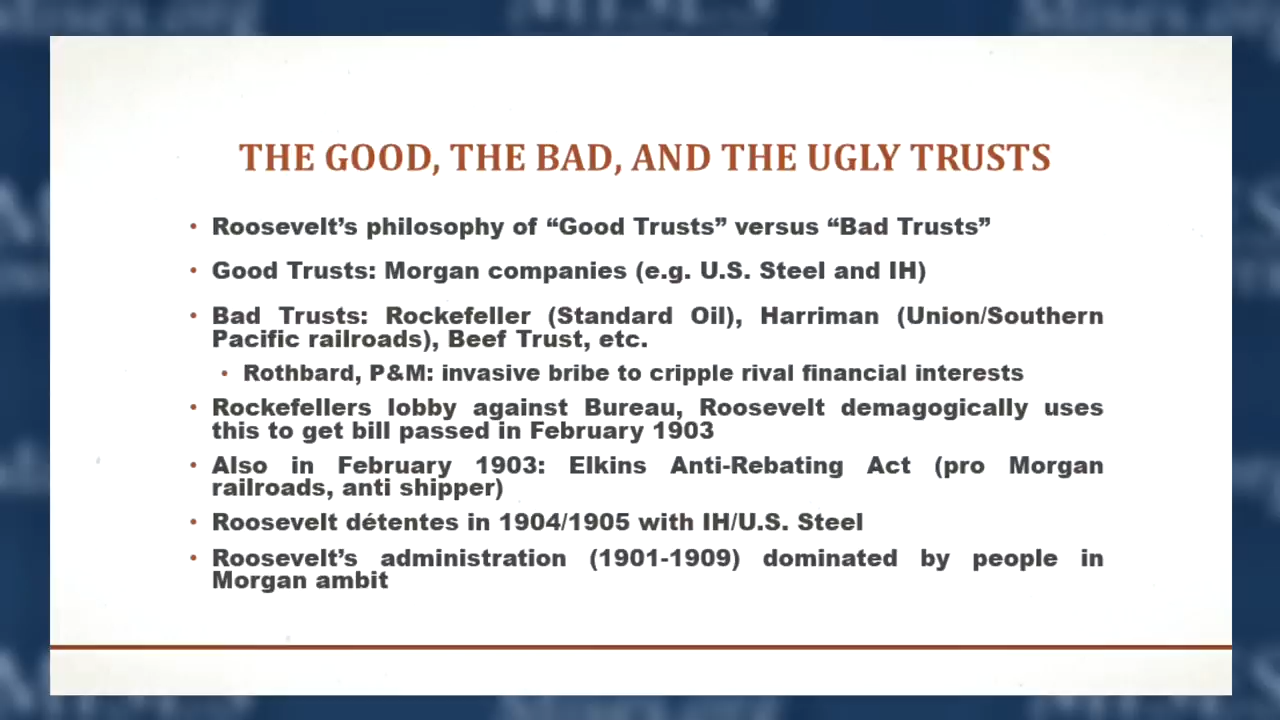 Mises.org
THE GOOD, THE BAD, AND THE UGLY TRUSTS
• Roosevelt’s philosophy of “Good Trusts” versus “Bad Trusts”
• Good Trusts: Morgan companies (e.g. U.S. Steel and IH)
• Bad Trusts: Rockefeller (Standard Oil), Harriman (Union/Southern
Pacific railroads), Beef Trust, etc.
• Rothbard, P&M: invasive bribe to cripple rival financial interests
• Rockefellers lobby against Bureau, Roosevelt demagogically uses
this to get bill passed in February 1903
• Also in February 1903: Elkins Anti-Rebating Act (pro Morgan
railroads, anti shipper)
• Roosevelt détentes in 1904/1905 with IH/U.S. Steel
• Roosevelt’s administration (1901-1909) dominated by people in
Morgan ambit